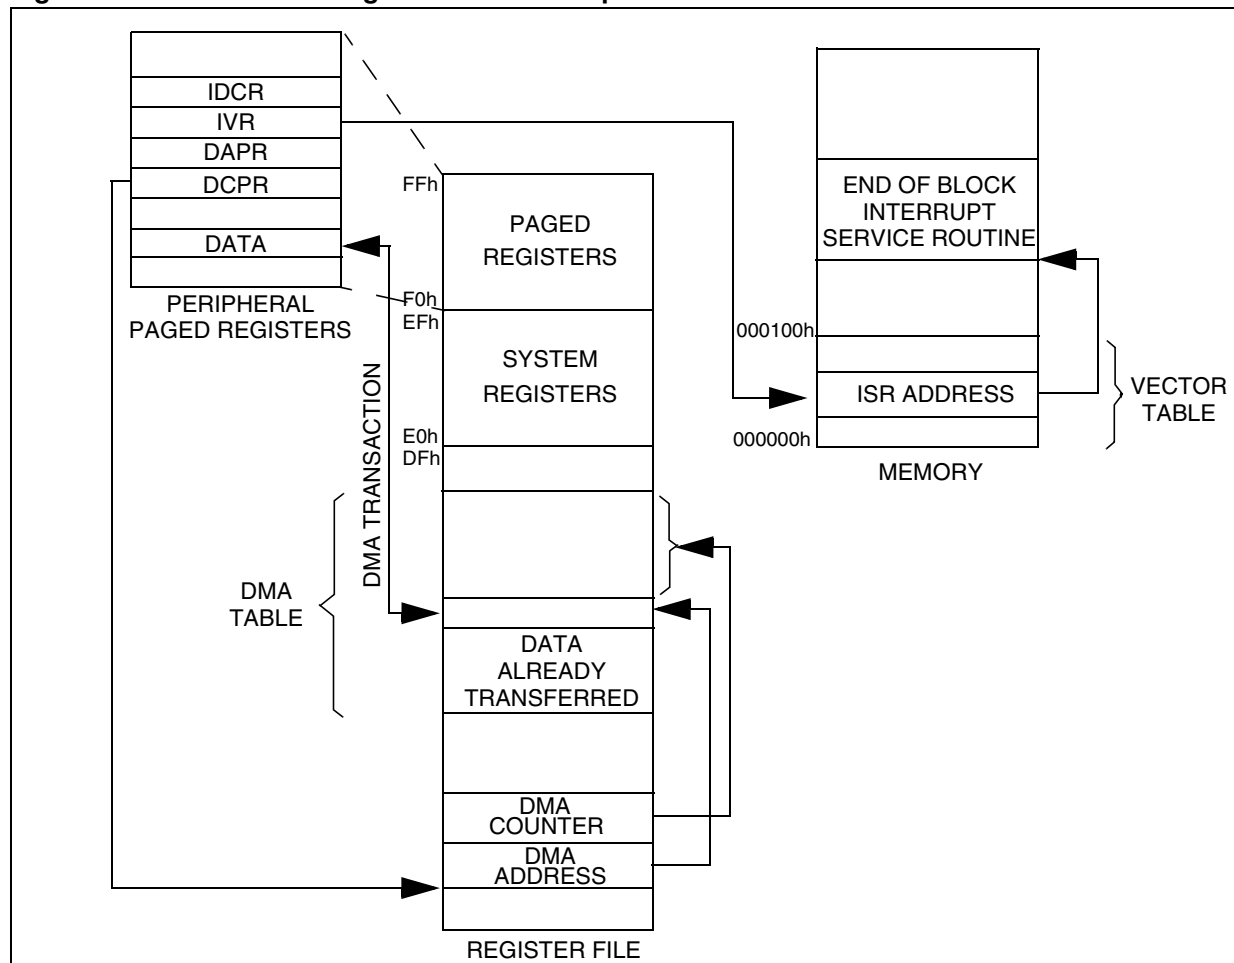 IDCR
IVR
DAPR
DCPR
DATA
PERIPHERAL
PAGED REGISTERS
FFh
PAGED
REGISTERS
F0h
EFh
SYSTEM
REGISTERS
E0h
DFh
DMA TRANSACTION
DMA
TABLE
DATA
ALREADY
TRANSFERRED
DMA
COUNTER
DMA
ADDRESS
REGISTER FILE
END OF BLOCK
INTERRUPT
SERVICE ROUTINE
000100h
ISR ADDRESS
000000h
VECTOR
TABLE
MEMORY